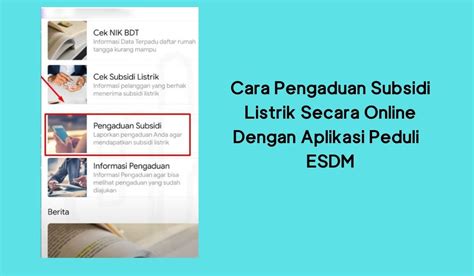 Cek NIK BDT
Informasi Data Terpadu daftar rumah
tangga kurang mampu
Cek Subsidi Listrik
Informasi pelanggan yang berhak
menerima subsidi listrik
Pengaduan Subsidi
Laporkan pengaduan Anda agar
mendapatkan subsidi listrik
Informasi Pengaduan
Informasi Pengaduan agar bisa
melihat pengaduan yang sudah
diajukan
Berita
Cara Pengaduan Subsidi
Listrik Secara Online
Dengan Aplikasi Peduli
ESDM